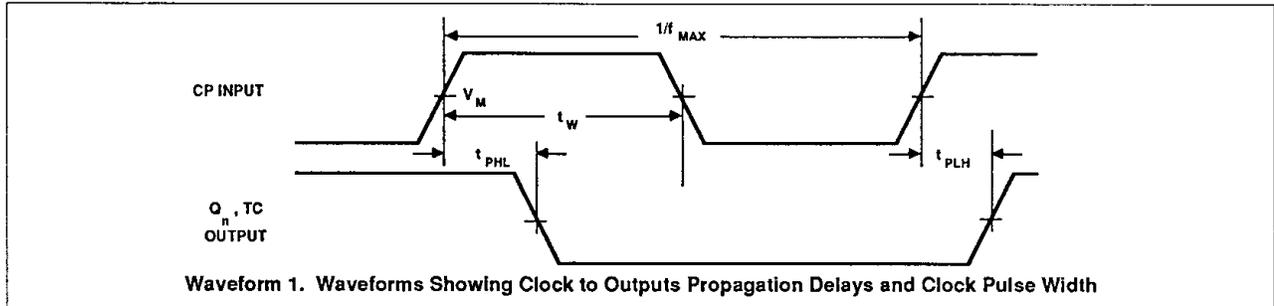 1/f MAX
CP INPUT
V M
t W
t PHL
t PLH
Q n , TC
OUTPUT
Waveform 1. Waveforms Showing Clock to Outputs Propagation Delays and Clock Pulse Width